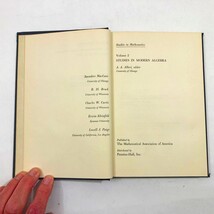 Saunders MacLane
University of Chicago
R. H. Bruck
University of Wisconsin
Charles W. Curtis
University of Wisconsin
Erwin Kleinfeld
Lowell J. Paige
University of California, Los Angeles
Studies in Mathematics
Volume 2
STUDIES IN MODERN ALGEBRA
A. A. Albert, editor
University of Chicago
Published by
The Mathematical Association of America
Distributed by
Prentice-Hall, Inc.